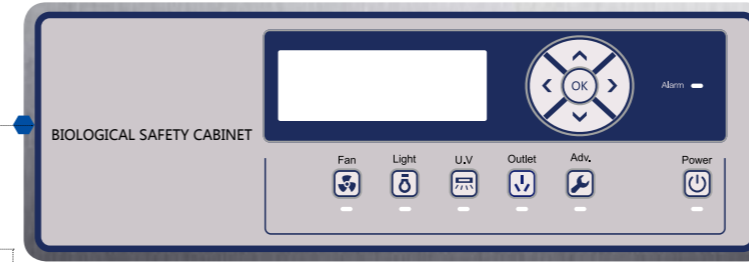 OK
Alarm
BIOLOGICAL SAFETY CABINET
Fan Light U.V Outlet Adv. Power